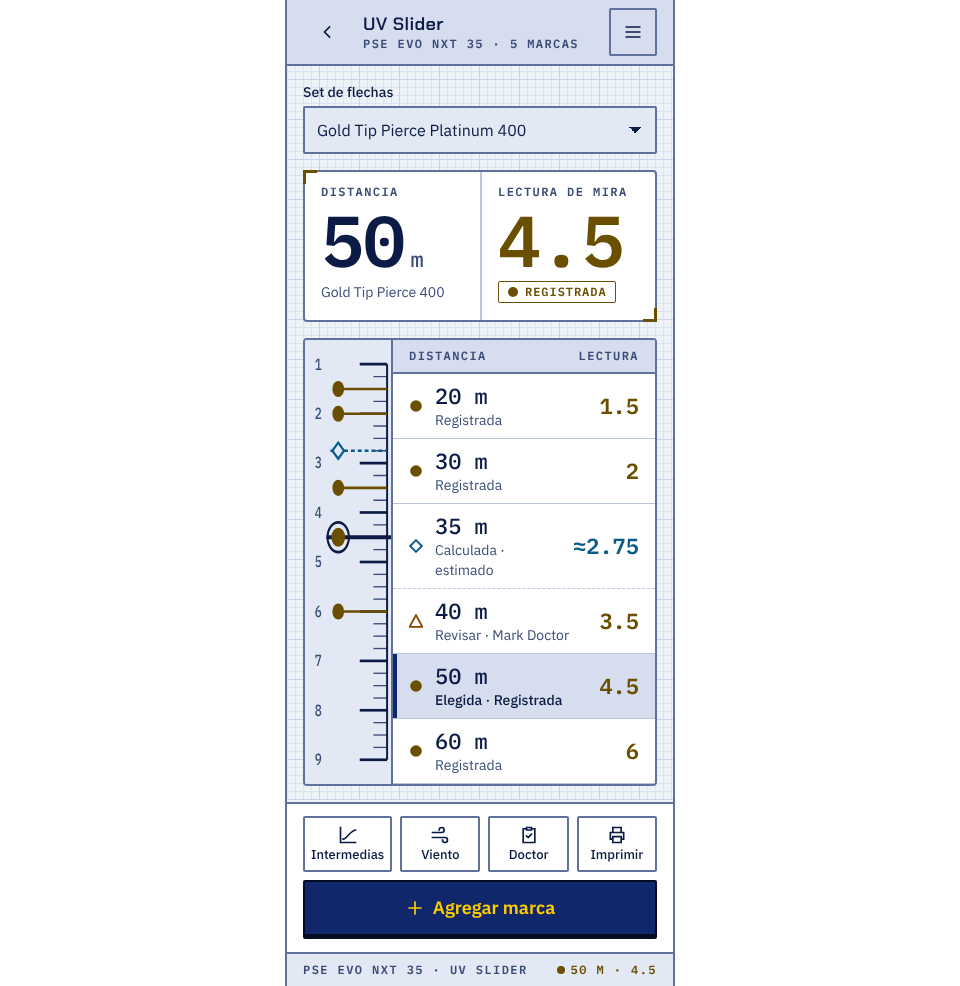 UV Slider
PSE EVO NXT 35 · 5 MARCAS
Set de flechas
Gold Tip Pierce Platinum 400
DISTANCIA
50 m
Gold Tip Pierce 400
LECTURA DE MIRA
4.5
REGISTRADA
1
2
3
4
5
6
7
8
9
DISTANCIA LECTURA
20 m
Registrada
1.5
30 m
Registrada
2
35 m
Calculada ·
estimado
≈2.75
40 m
Revisar · Mark Doctor
3.5
50 m
Elegida · Registrada
4.5
60 m
Registrada
6
Intermedias Viento Doctor Imprimir
+ Agregar marca
PSE EVO NXT 35 · UV SLIDER 50 M · 4.5